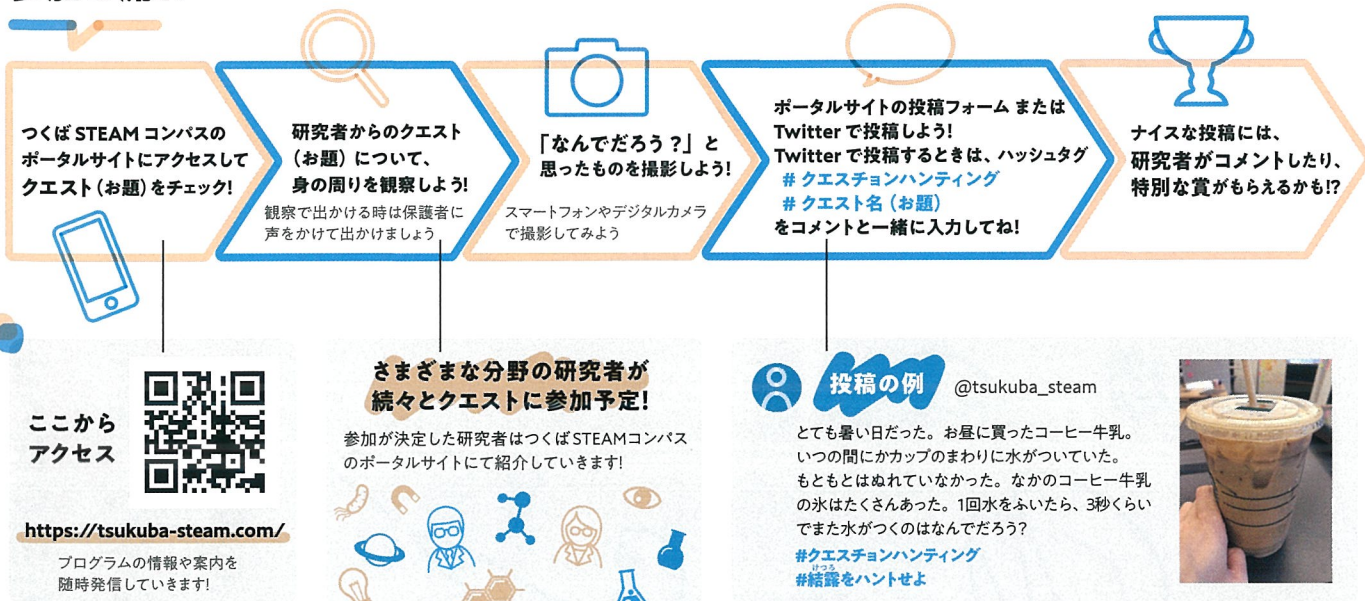 つくば STEAM コンパスの
ポータルサイトにアクセスして
クエスト(お題)をチェック!
研究者からのクエスト
(お題)について、
身の周りを観察しよう!
観察で出かける時は保護者に
声をかけて出かけましょう
「なんでだろう?」と
思ったものを撮影しよう!
スマートフォンやデジタルカメラ
で撮影してみよう
ポータルサイトの投稿フォーム または
Twitter で投稿しよう!
Twitter で投稿するときは、ハッシュタグ
# クエスチョンハンティング
# クエスト名(お題)
をコメントと一緒に入力してね!
ナイスな投稿には、
研究者がコメントしたり、
特別な賞がもらえるかも!?
ここから
アクセス
https://tsukuba-steam.com/
プログラムの情報や案内を
随時発信していきます!
さまざまな分野の研究者が
続々とクエストに参加予定!
参加が決定した研究者はつくばSTEAMコンパス
のポータルサイトにて紹介していきます!
投稿の例 @tsukuba_steam
とても暑い日だった。お昼に買ったコーヒー牛乳。
いつの間にかカップのまわりに水がついていた。
もともとはぬれていなかった。なかのコーヒー牛乳
の氷はたくさんあった。1回水をふいたら、3秒くらい
でまた水がつくのはなんでだろう?
#クエスチョンハンティング
けつろ
#結露をハントせよ